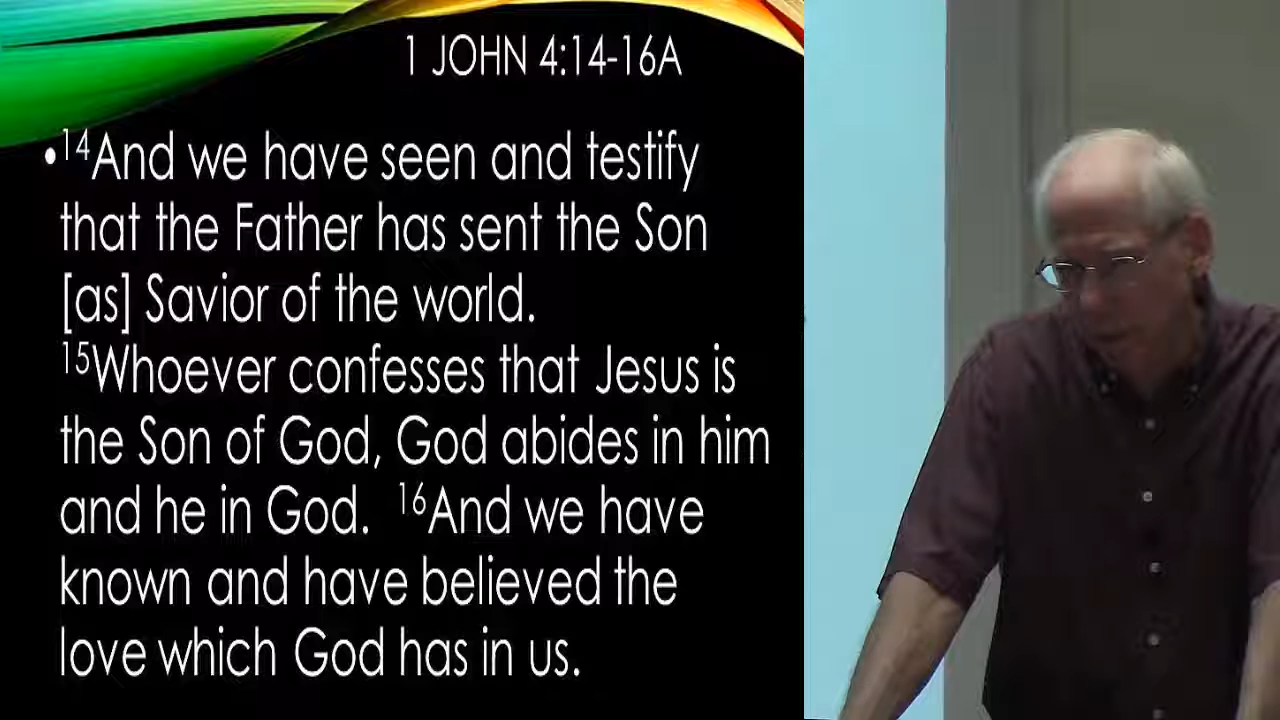 1 JOHN 4:14-16A
•¹⁴And we have seen and testify
that the Father has sent the Son
[as] Savior of the world.
¹⁵Whoever confesses that Jesus is
the Son of God, God abides in him
and he in God. ¹⁶And we have
known and have believed the
love which God has in us.